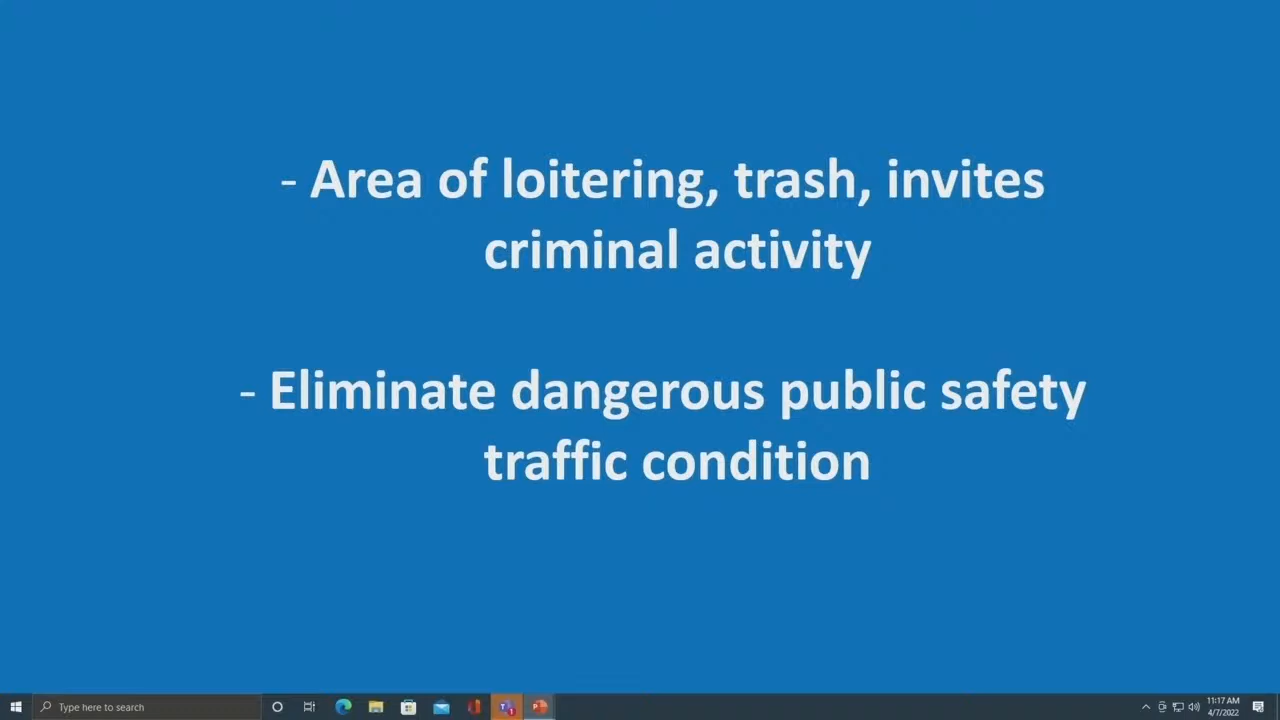 - Area of loitering, trash, invites
criminal activity
- Eliminate dangerous public safety
traffic condition
Type here to search
11:17 AM
4/7/2022